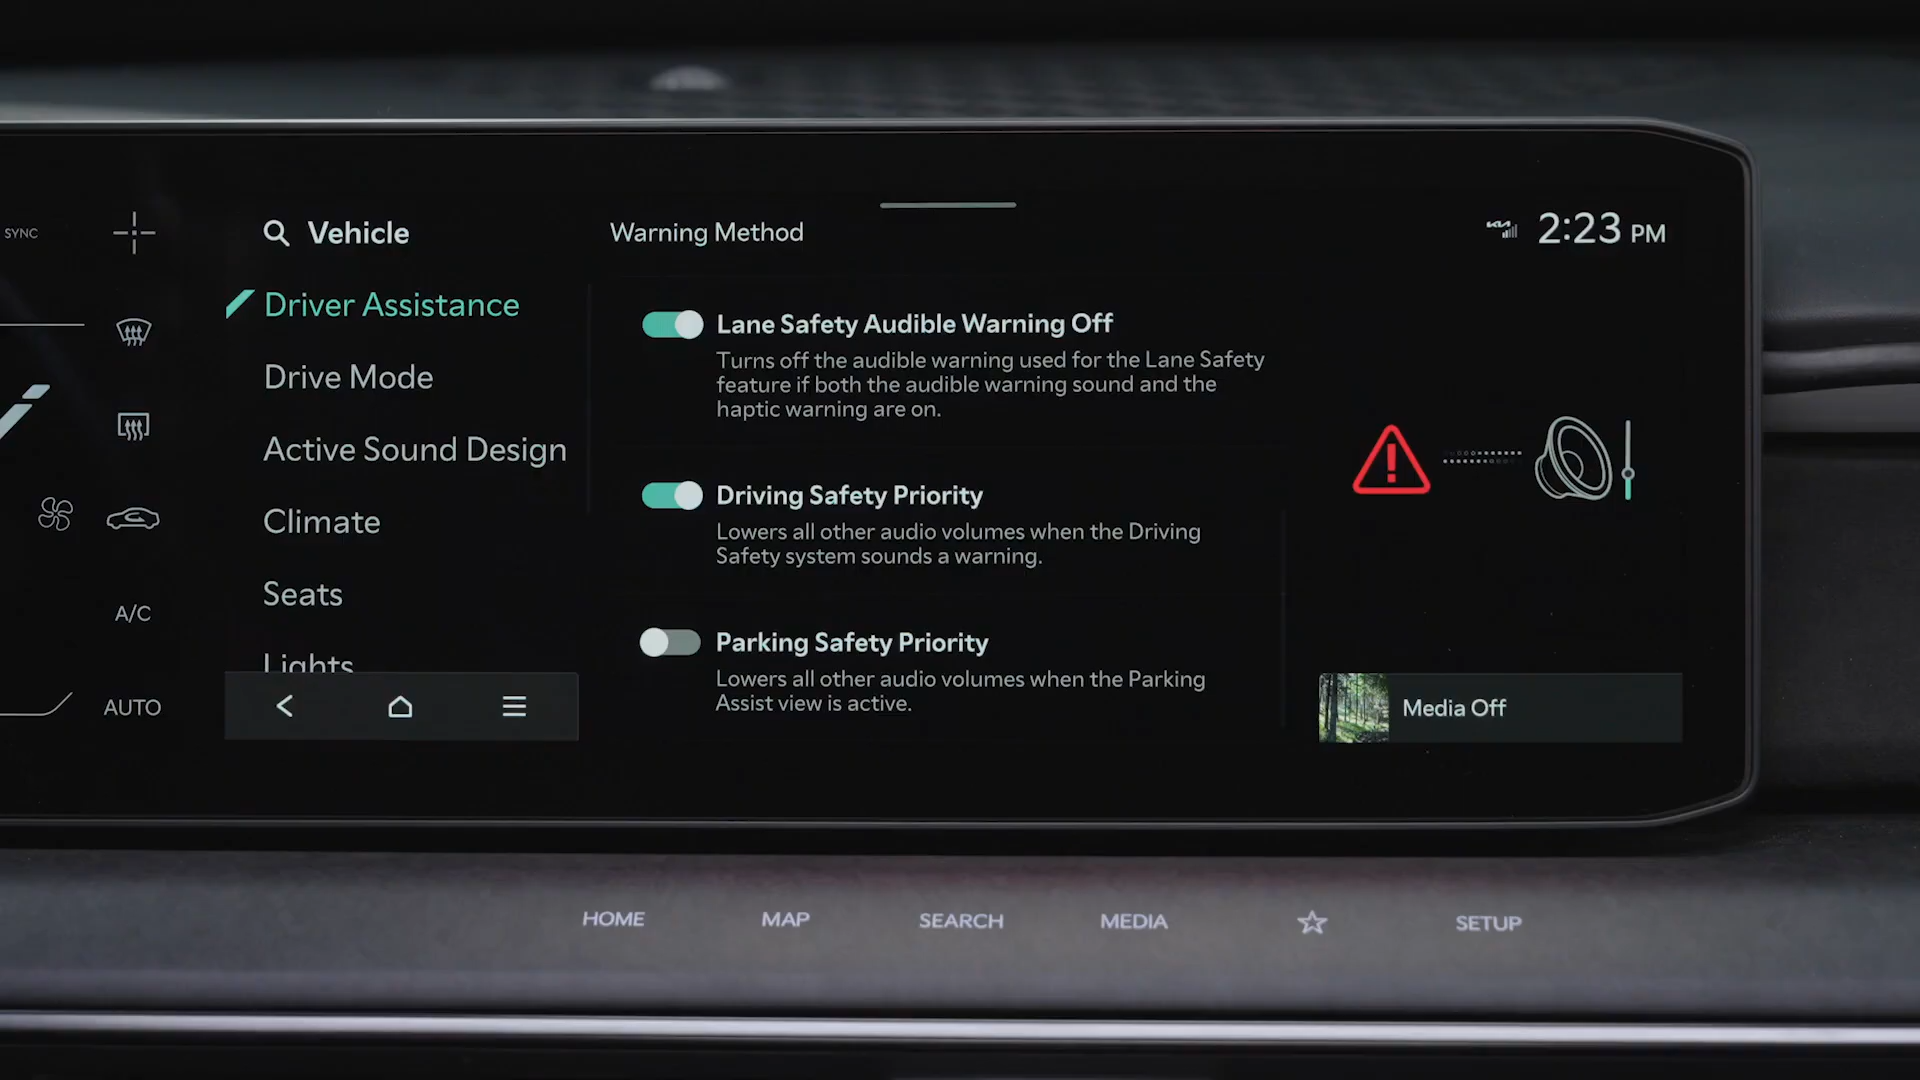 SYNC
A/C
AUTO
Vehicle
Driver Assistance
Drive Mode
Active Sound Design
Climate
Seats
Lights
Warning Method
KIA
2:23 PM
Lane Safety Audible Warning Off
Turns off the audible warning used for the Lane Safety
feature if both the audible warning sound and the
haptic warning are on.
Driving Safety Priority
Lowers all other audio volumes when the Driving
Safety system sounds a warning.
Parking Safety Priority
Lowers all other audio volumes when the Parking
Assist view is active.
Media Off
HOME
MAP
SEARCH
MEDIA
SETUP